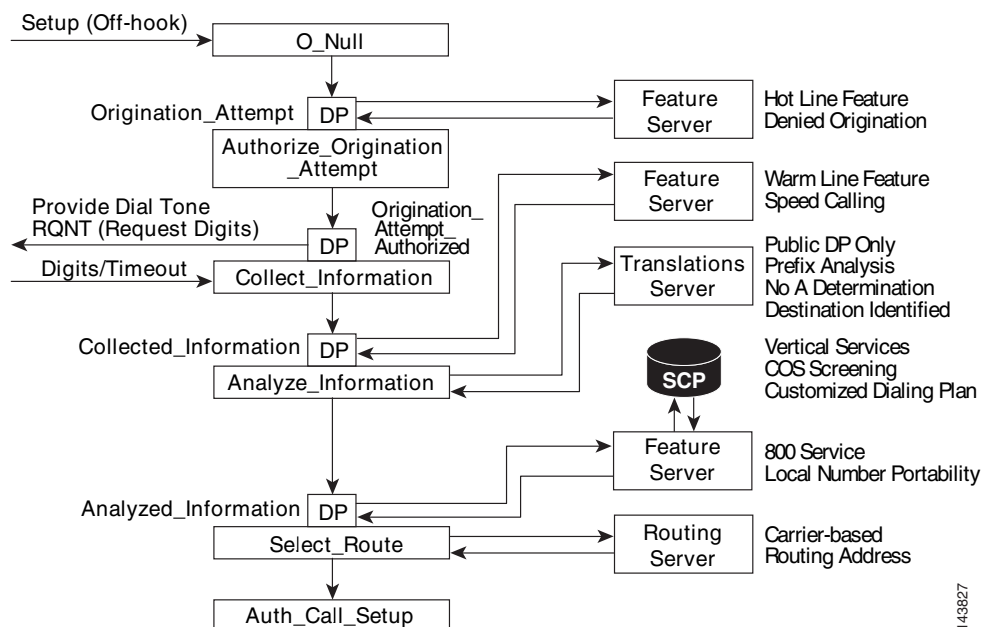 Setup (Off-hook)
O_Null
Origination_Attempt
DP
Feature
Server
Hot Line Feature
Denied Origination
Authorize_Origination
_Attempt
Feature
Server
Warm Line Feature
Speed Calling
Provide Dial Tone
RQNT (Request Digits)
DP
Origination_
Attempt_
Authorized
Digits/Timeout
Collect_Information
Translations
Server
Public DP Only
Prefix Analysis
No A Determination
Destination Identified
Collected_Information
DP
Analyze_Information
SCP
Vertical Services
COS Screening
Customized Dialing Plan
Feature
Server
800 Service
Local Number Portability
Analyzed_Information
DP
Select_Route
Routing
Server
Carrier-based
Routing Address
Auth_Call_Setup
143827